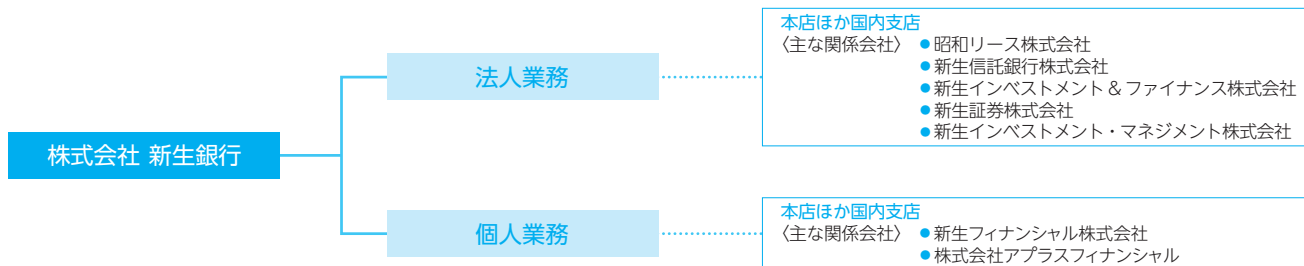 株式会社 新生銀行
法人業務
本店ほか国内支店
〈主な関係会社〉 ●昭和リース株式会社
●新生信託銀行株式会社
●新生インベストメント&ファイナンス株式会社
●新生証券株式会社
●新生インベストメント・マネジメント株式会社
個人業務
本店ほか国内支店
〈主な関係会社〉 ●新生フィナンシャル株式会社
●株式会社アプラスフィナンシャル